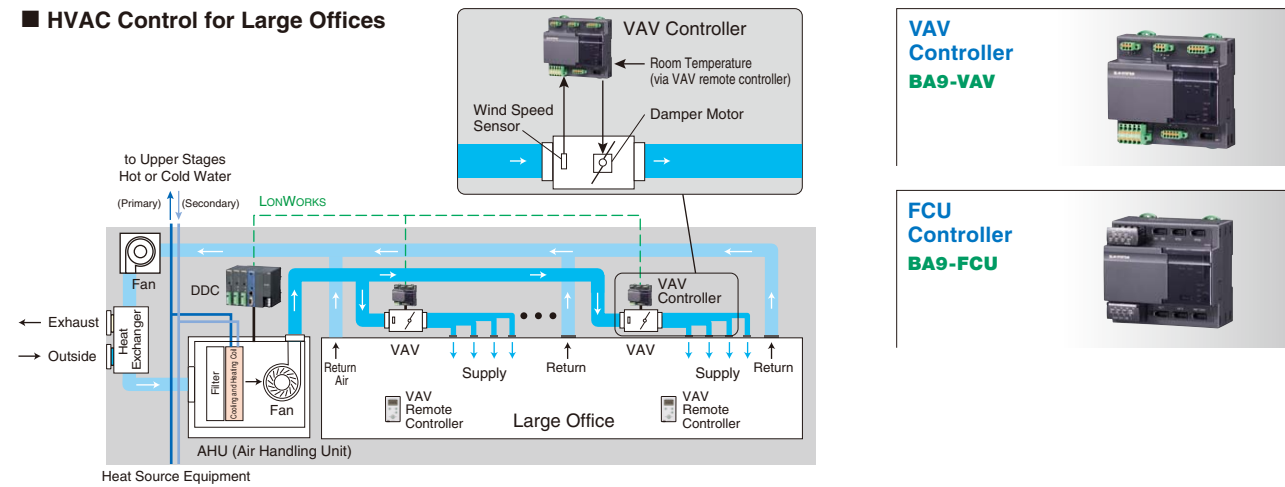 ■ HVAC Control for Large Offices
VAV Controller
Room Temperature
(via VAV remote controller)
Wind Speed
Sensor
Damper Motor
to Upper Stages
Hot or Cold Water
(Primary)
(Secondary)
LONWORKS
Fan
DDC
VAV
Controller
Exhaust
Outside
Heat
Exchanger
Filter
Cooling and Heating Coil
Fan
Return
Air
VAV
Supply
Return
VAV
Supply
Return
VAV
Remote
Controller
Large Office
VAV
Remote
Controller
AHU (Air Handling Unit)
Heat Source Equipment
VAV
Controller
BA9-VAV
FCU
Controller
BA9-FCU